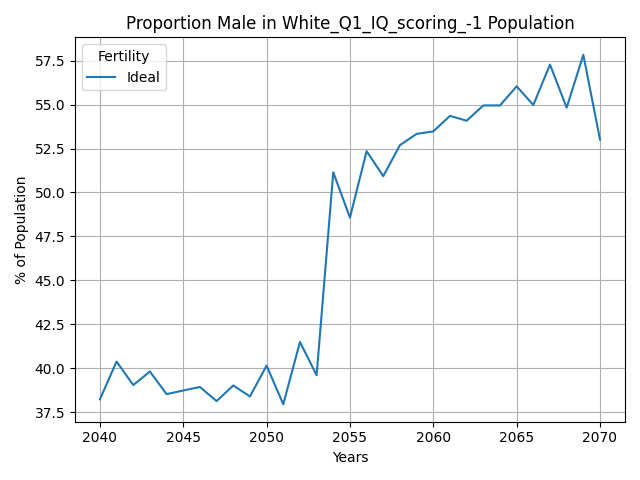 Proportion Male in White_Q1_IQ_scoring_-1 Population
Fertility
Ideal
57.5
55.0
52.5
50.0
47.5
45.0
42.5
40.0
37.5
% of Population
2040 2045 2050 2055 2060 2065 2070
Years